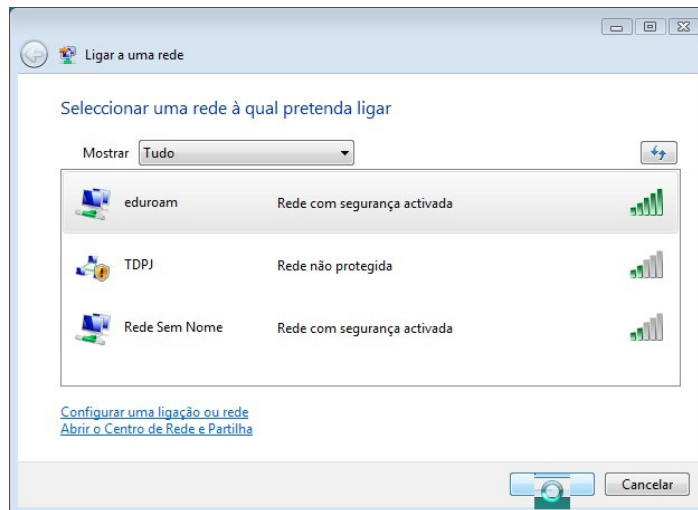 Ligar a uma rede
Seleccionar uma rede à qual pretenda ligar
Mostrar Tudo
eduroam Rede com segurança activada
TDPJ Rede não protegida
Rede Sem Nome Rede com segurança activada
Configurar uma ligação ou rede
Abrir o Centro de Rede e Partilha
Cancelar